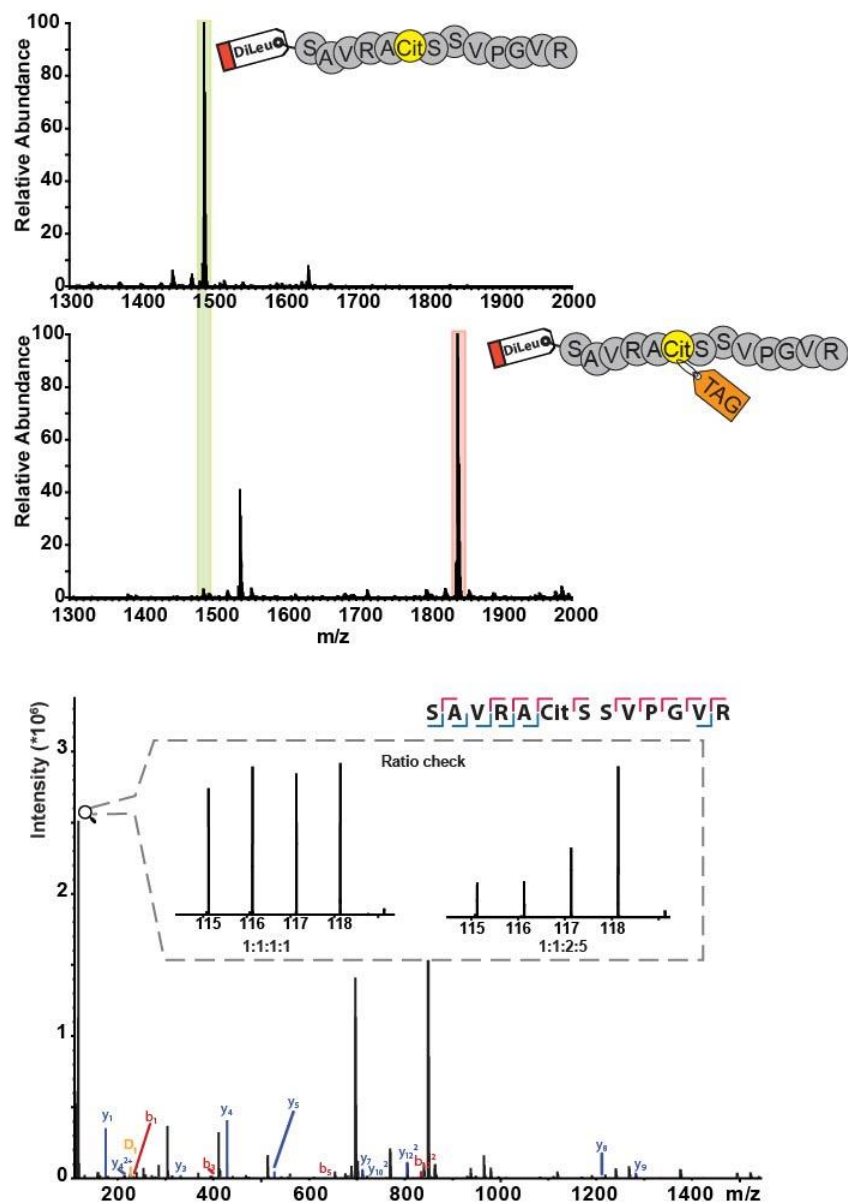 Relative Abundance
100
80
60
40
20
0
1300 1400 1500 1600 1700 1800 1900 2000
DiLeu S A V R A Cit S S V P G V R
Relative Abundance
100
80
60
40
20
0
1300 1400 1500 1600 1700 1800 1900 2000
m/z
DiLeu S A V R A Cit S S V P G V R
TAG
S A V R A Cit S S V P G V R
Intensity (*10⁶)
3
2
1
0
Ratio check
115 116 117 118
1:1:1:1
115 116 117 118
1:1:2:5
y₁
y₄²⁺
D₁
b₁
y₃
b₃
y₄
y₅
b₅
y₇
y₁₀²
y₁₂²
y₈
y₉
200 400 600 800 1000 1200 1400 m/z